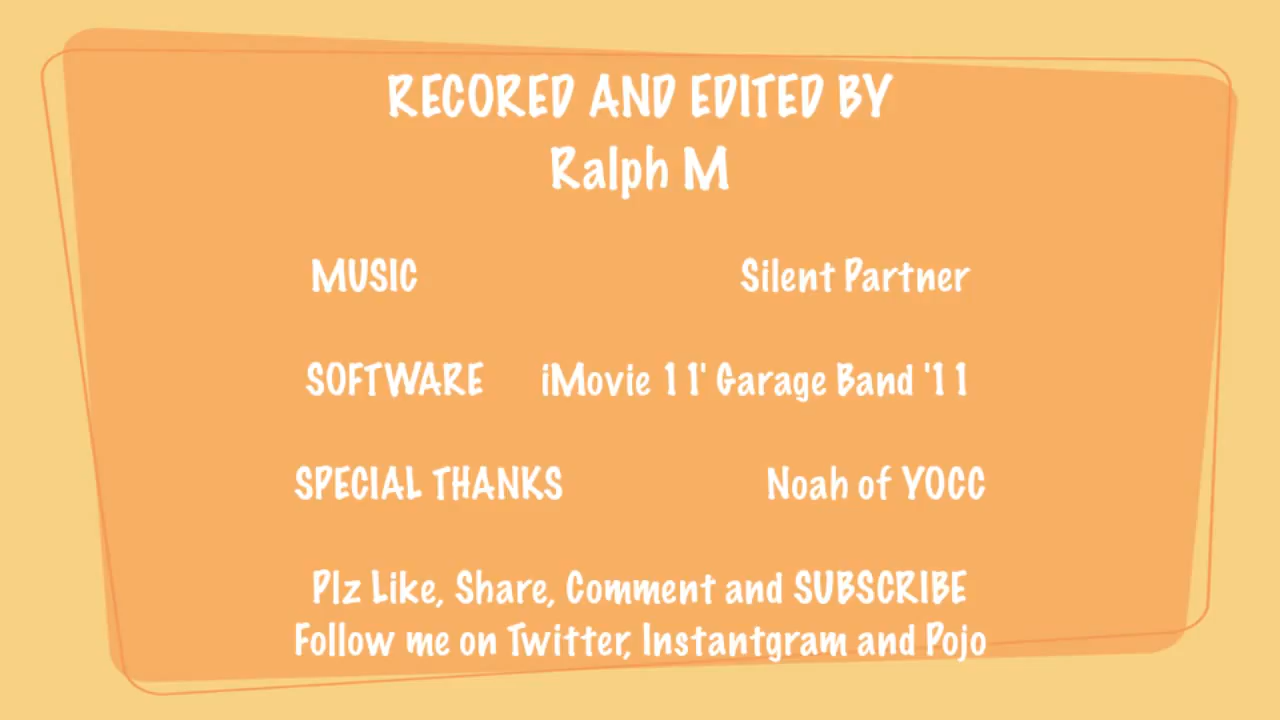 RECORED AND EDITED BY
Ralph M
MUSIC Silent Partner
SOFTWARE iMovie 11' Garage Band '11
SPECIAL THANKS Noah of YOCC
Plz Like, Share, Comment and SUBSCRIBE
Follow me on Twitter, Instantgram and Pojo